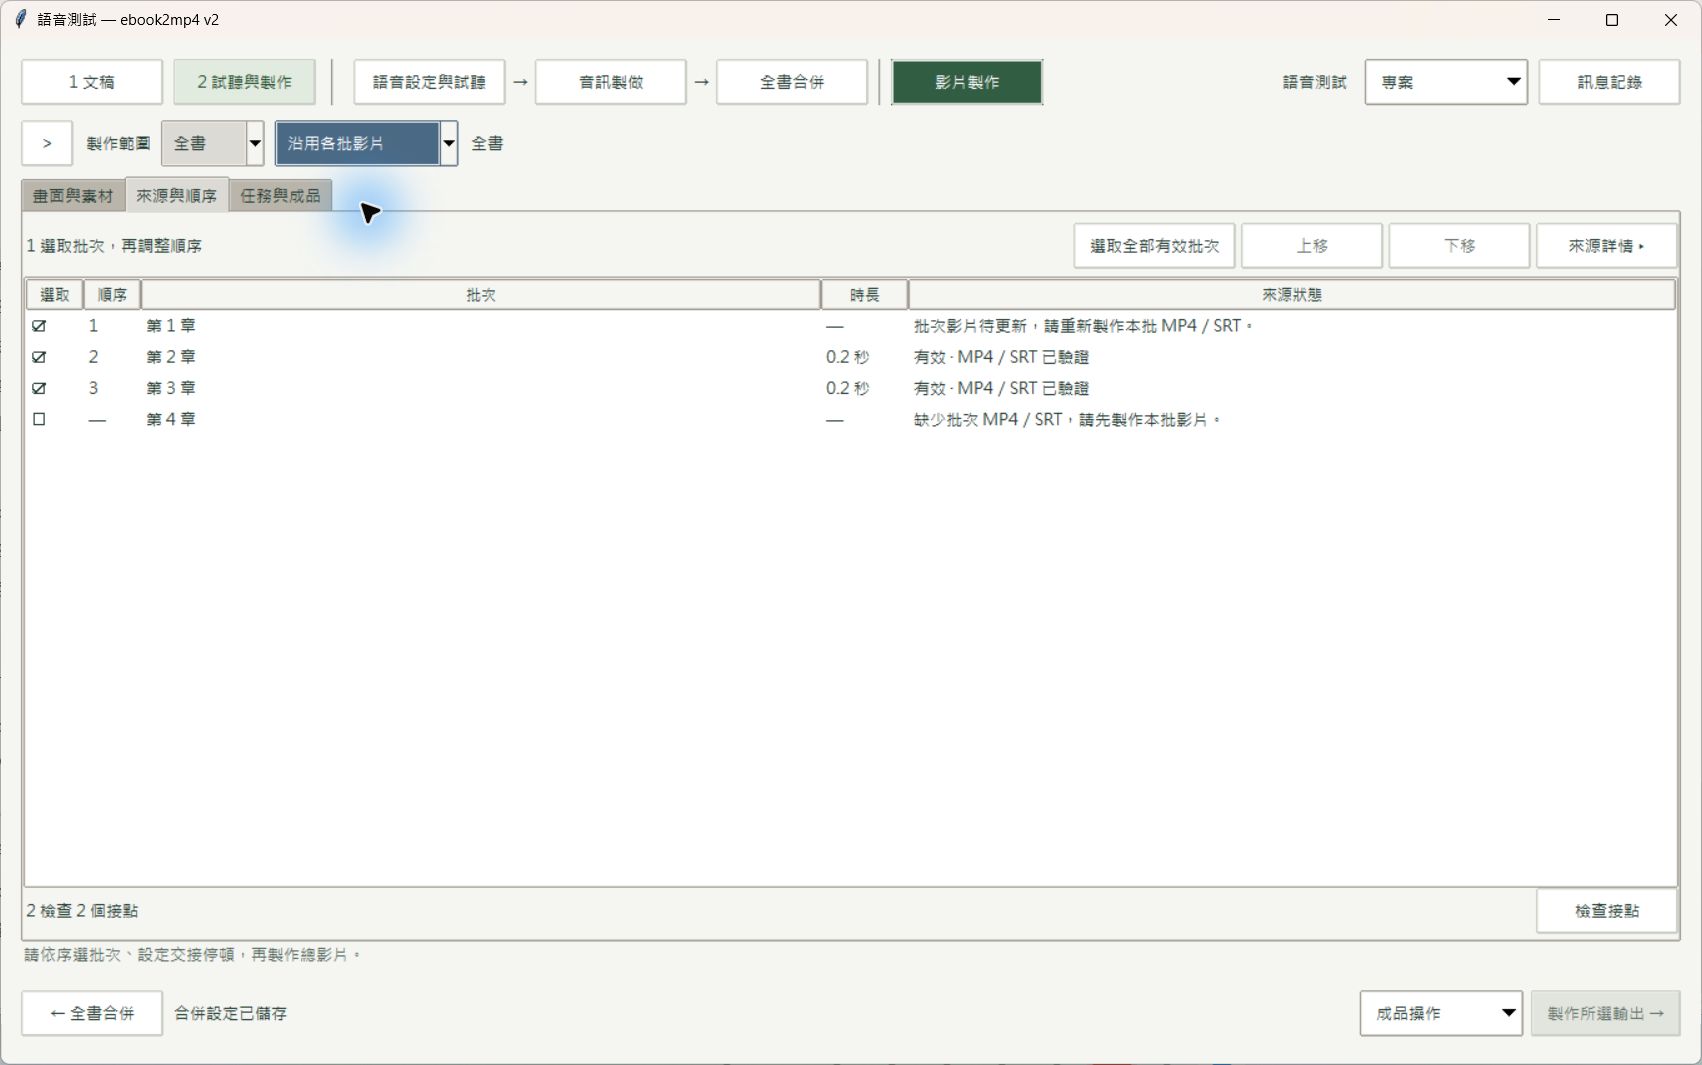 語音測試 — ebook2mp4 v2
1 文稿 2 試聽與製作 語音設定與試聽 → 音訊製做 → 全書合併 影片製作 語音測試 專案 訊息記錄
> 製作範圍 全書 沿用各批影片 全書
畫面與素材 來源與順序 任務與成品
1 選取批次，再調整順序 選取全部有效批次 上移 下移 來源詳情 ▸
選取 順序 批次 時長 來源狀態
1 第 1 章 — 批次影片待更新，請重新製作本批 MP4 / SRT。
2 第 2 章 0.2 秒 有效 · MP4 / SRT 已驗證
3 第 3 章 0.2 秒 有效 · MP4 / SRT 已驗證
— 第 4 章 — 缺少批次 MP4 / SRT，請先製作本批影片。
2 檢查 2 個接點 檢查接點
請依序選批次、設定交接停頓，再製作總影片。
← 全書合併 合併設定已儲存 成品操作 製作所選輸出 →